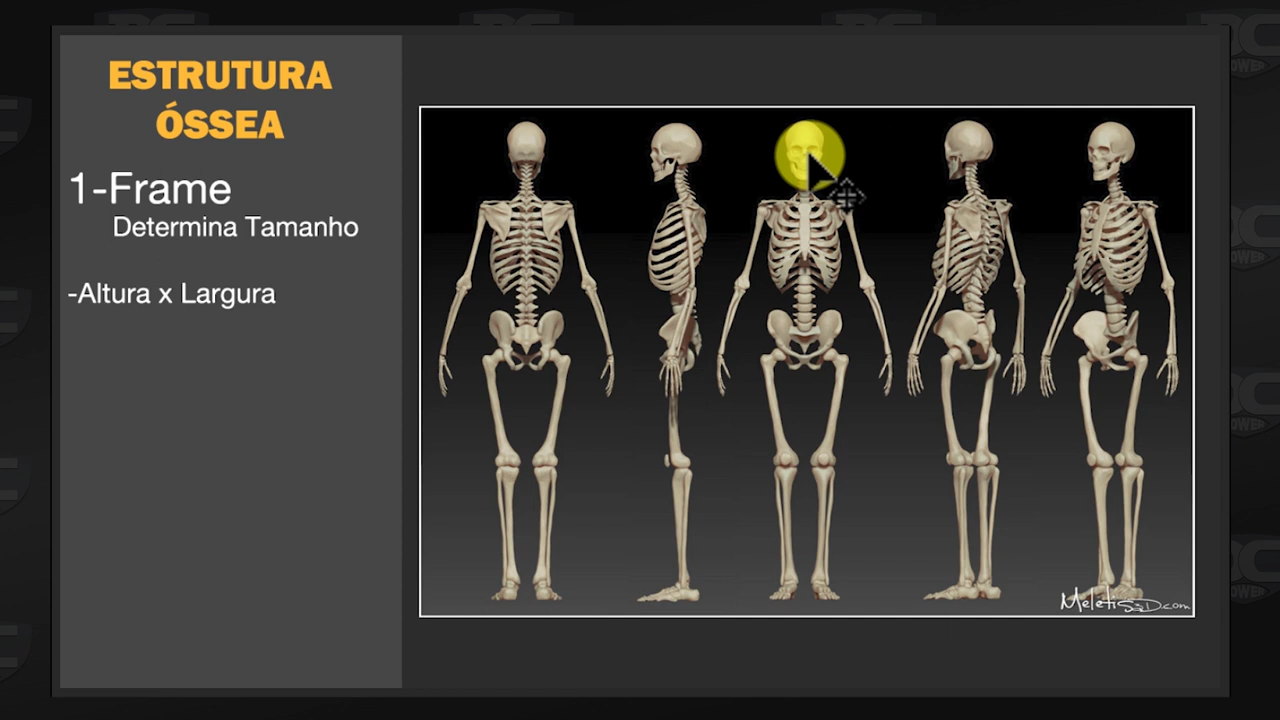 ESTRUTURA
ÓSSEA
1-Frame
Determina Tamanho
-Altura x Largura